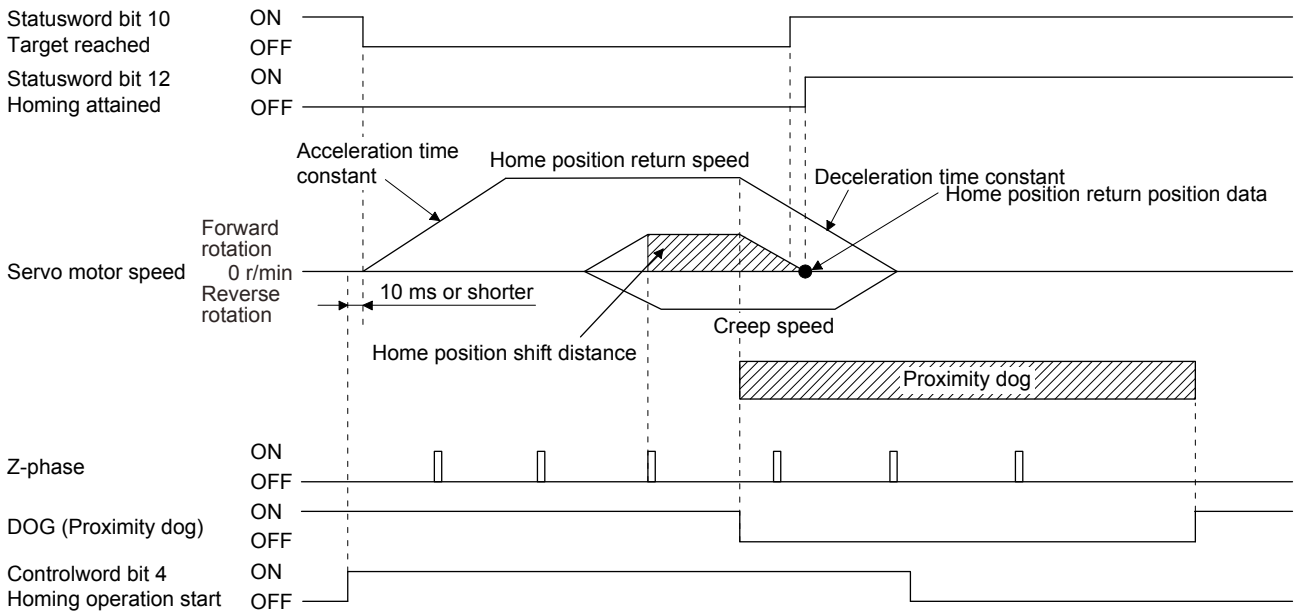 Statusword bit 10
Target reached
ON
OFF
Statusword bit 12
Homing attained
ON
OFF
Acceleration time
constant
Home position return speed
Deceleration time constant
Home position return position data
Servo motor speed
Forward
rotation
0 r/min
Reverse
rotation
10 ms or shorter
Creep speed
Home position shift distance
Proximity dog
Z-phase
ON
OFF
DOG (Proximity dog)
ON
OFF
Controlword bit 4
Homing operation start
ON
OFF